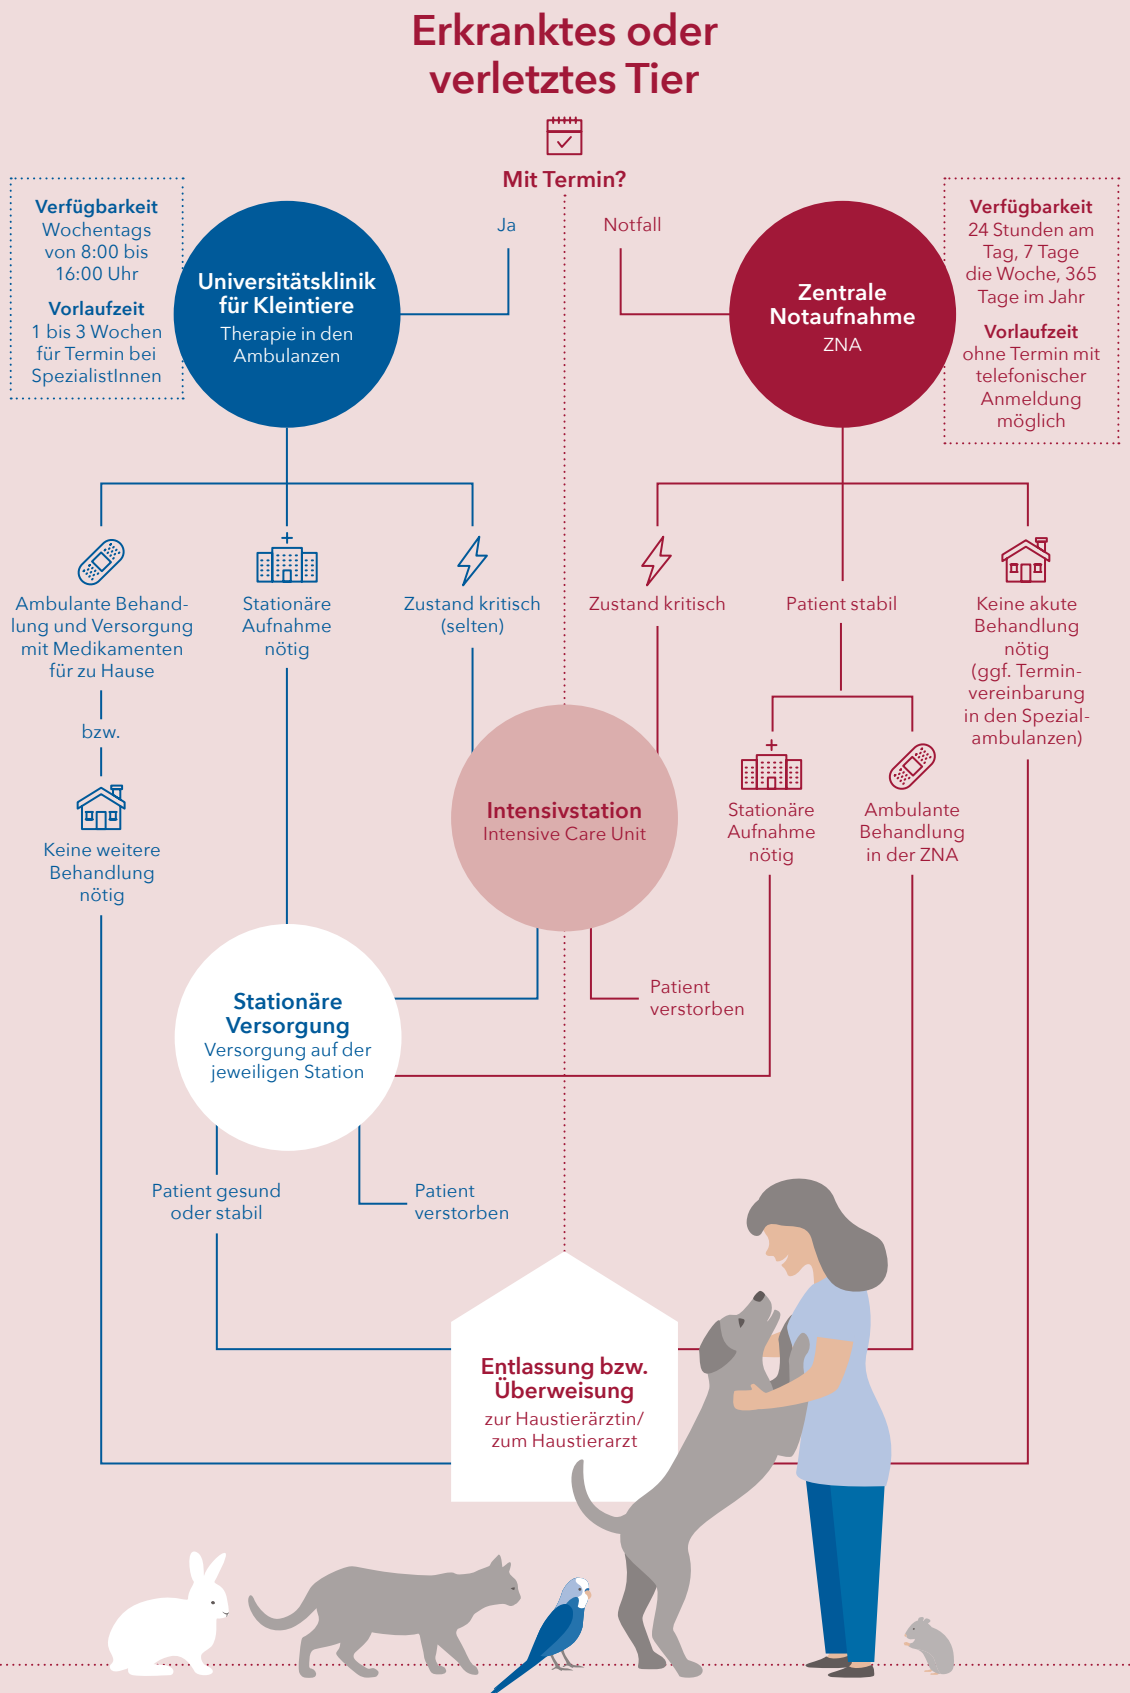 Erkranktes oder
verletztes Tier
Mit Termin?
Ja
Notfall
Verfügbarkeit
Wochentags
von 8:00 bis
16:00 Uhr
Vorlaufzeit
1 bis 3 Wochen
für Termin bei
SpezialistInnen
Universitätsklinik
für Kleintiere
Therapie in den
Ambulanzen
Zentrale
Notaufnahme
ZNA
Verfügbarkeit
24 Stunden am
Tag, 7 Tage
die Woche, 365
Tage im Jahr
Vorlaufzeit
ohne Termin mit
telefonischer
Anmeldung
möglich
Ambulante Behand-
lung und Versorgung
mit Medikamenten
für zu Hause
bzw.
Keine weitere
Behandlung
nötig
Stationäre
Aufnahme
nötig
Zustand kritisch
(selten)
Zustand kritisch
Patient stabil
Keine akute
Behandlung
nötig
(ggf. Termin-
vereinbarung
in den Spezial-
ambulanzen)
Intensivstation
Intensive Care Unit
Stationäre
Aufnahme
nötig
Ambulante
Behandlung
in der ZNA
Stationäre
Versorgung
Versorgung auf der
jeweiligen Station
Patient
verstorben
Patient gesund
oder stabil
Patient
verstorben
Entlassung bzw.
Überweisung
zur Haustierärztin/
zum Haustierarzt